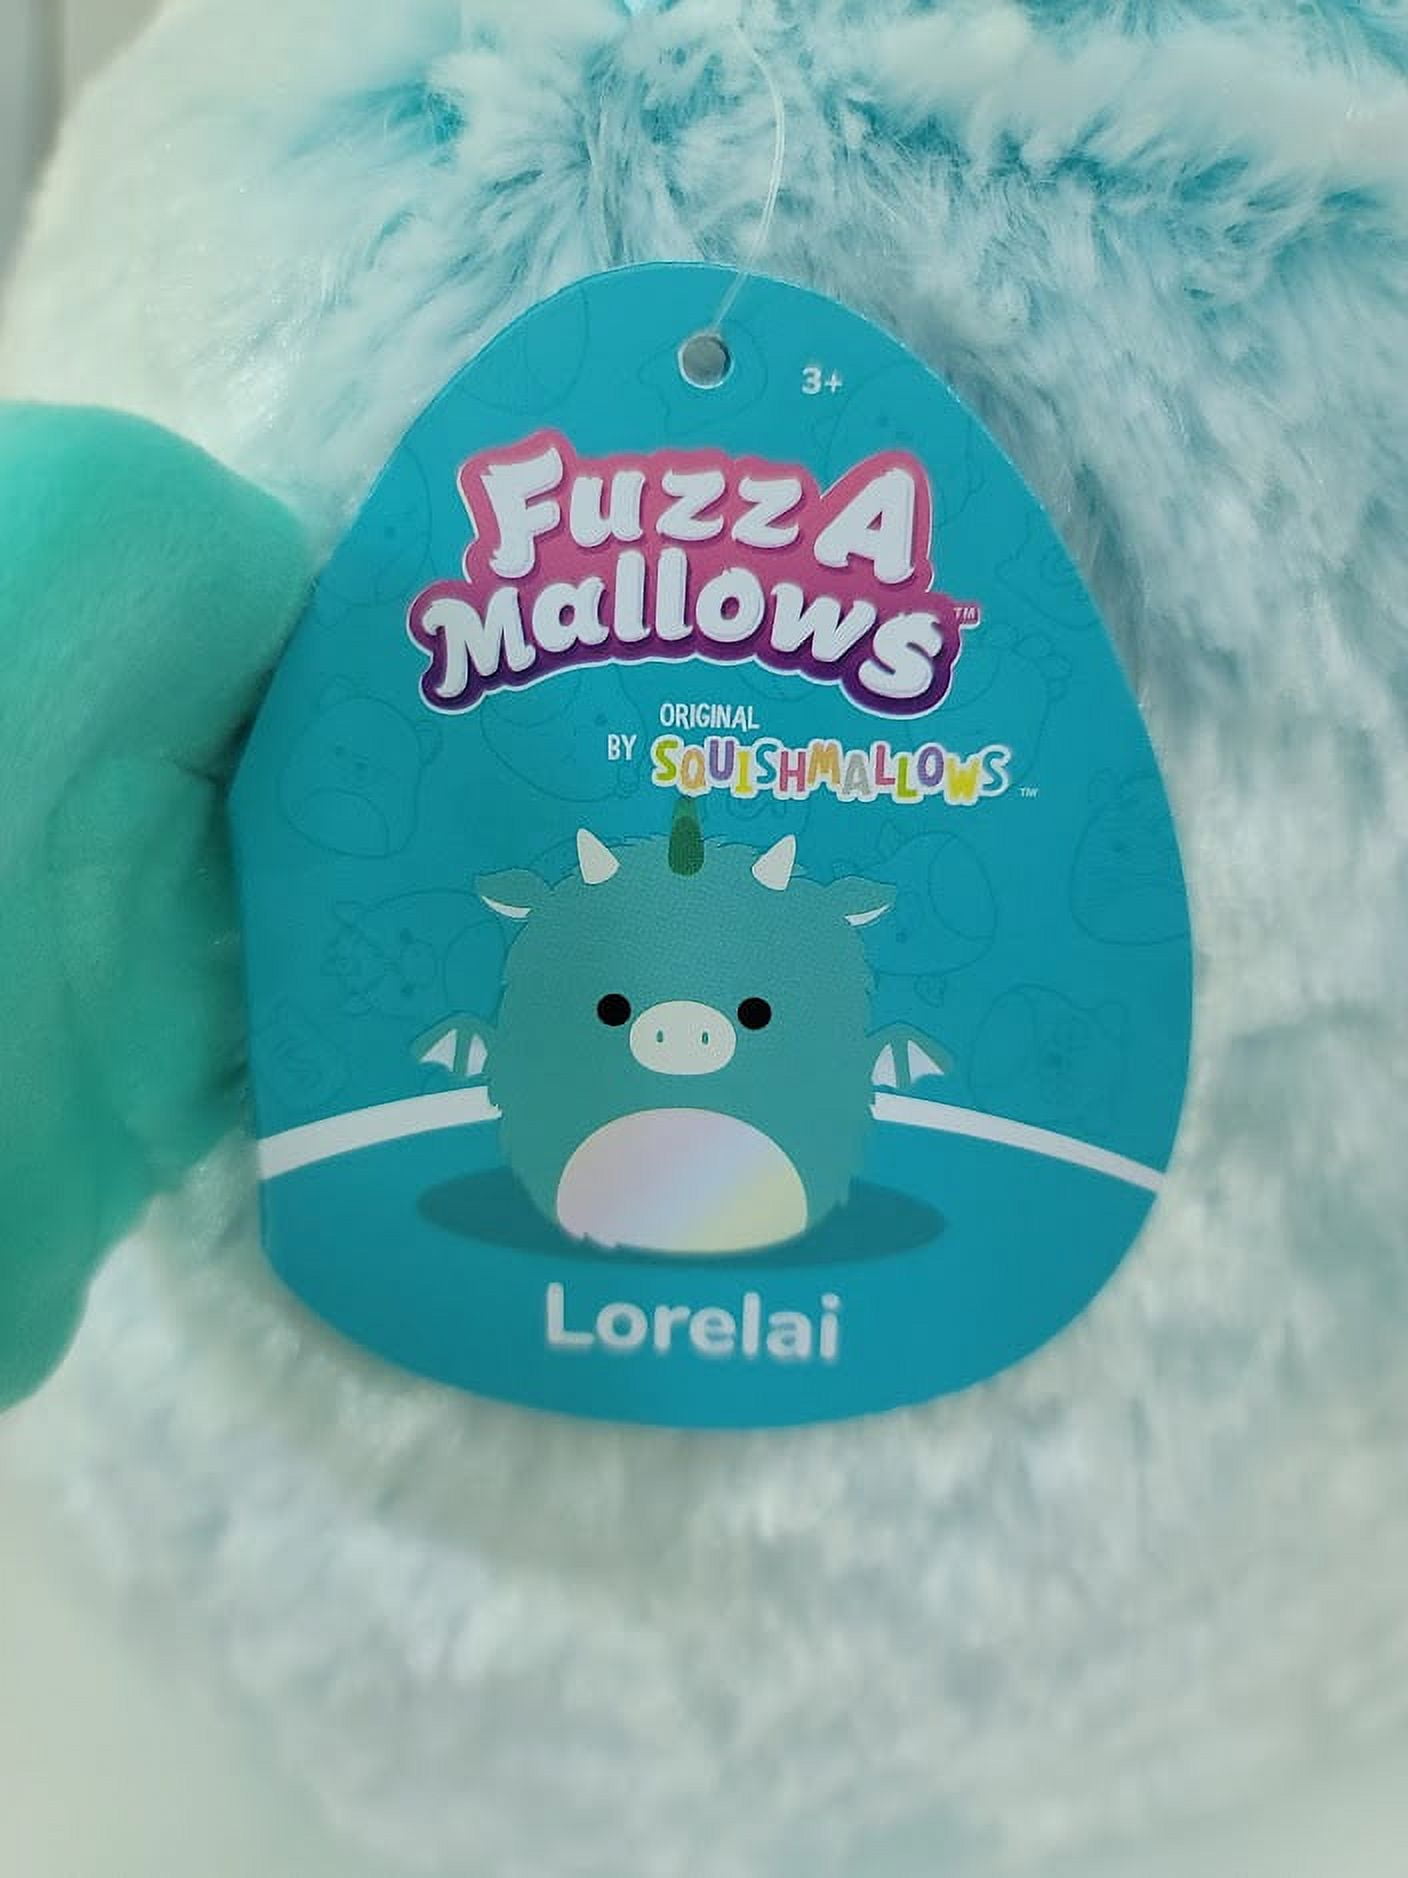 3+
FuzzA
Mallows™
ORIGINAL
BY SQUISHMALLOWS™
Lorelai